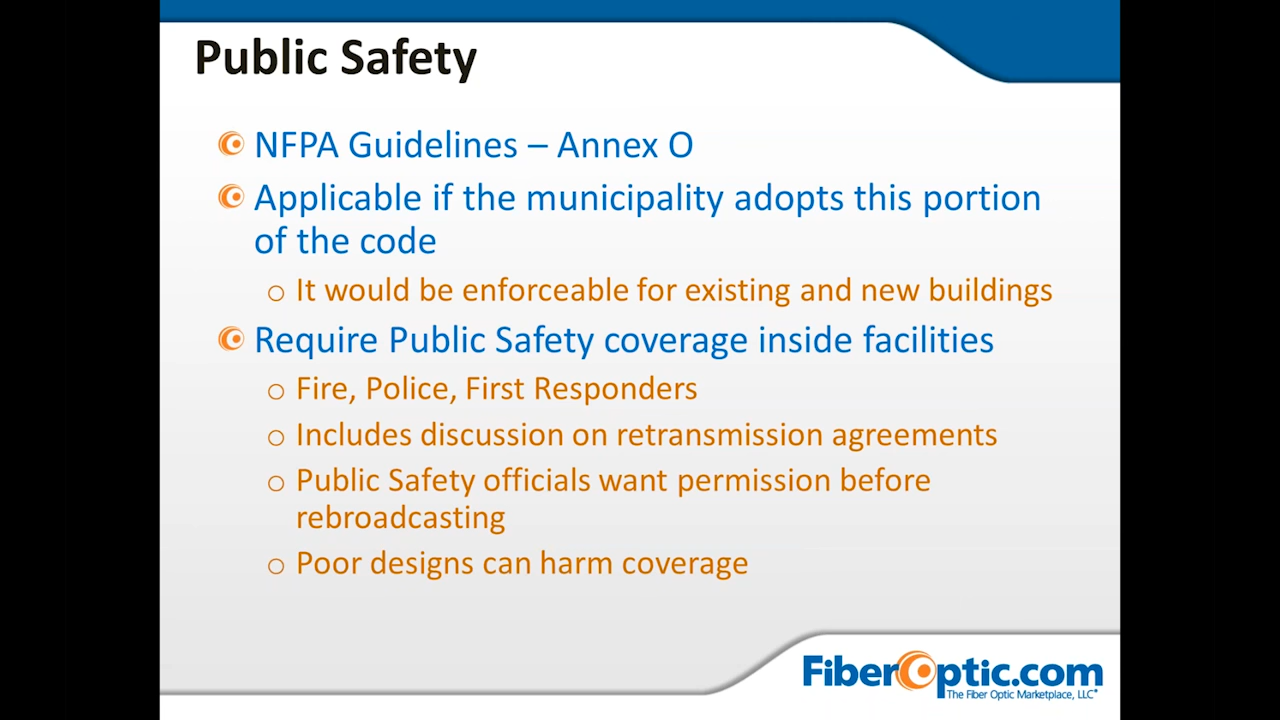 Public Safety
NFPA Guidelines – Annex O
Applicable if the municipality adopts this portion
of the code
o It would be enforceable for existing and new buildings
Require Public Safety coverage inside facilities
o Fire, Police, First Responders
o Includes discussion on retransmission agreements
o Public Safety officials want permission before
rebroadcasting
o Poor designs can harm coverage
FiberOptic.com
The Fiber Optic Marketplace, LLC®